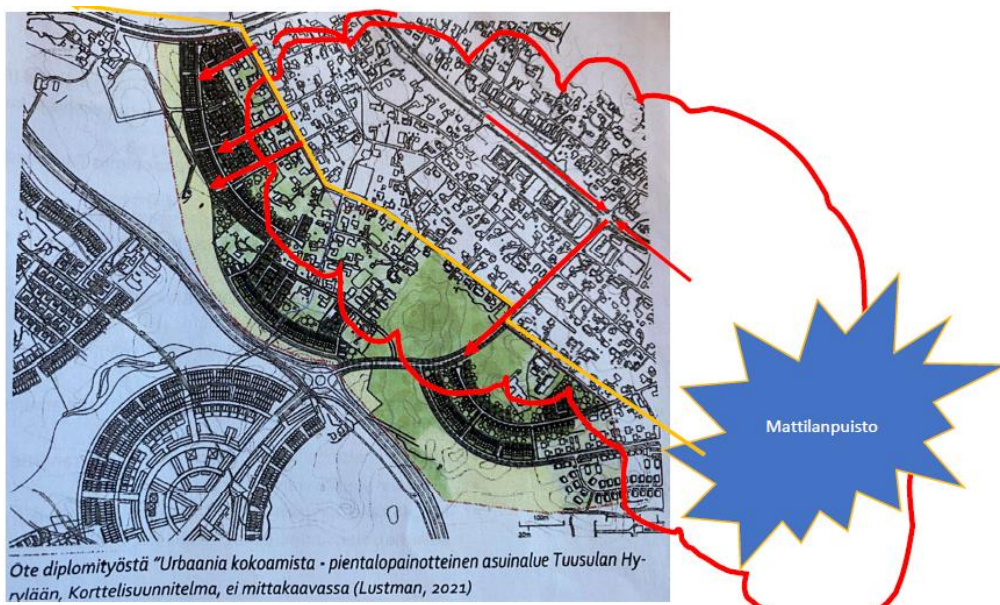 Mattilanpuisto
Ote diplomityöstä "Urbaania kokoamista - pientalopainotteinen asuinalue Tuusulan Hy-
rylään, Korttelisuunnitelma, ei mittakaavassa (Lustman, 2021)